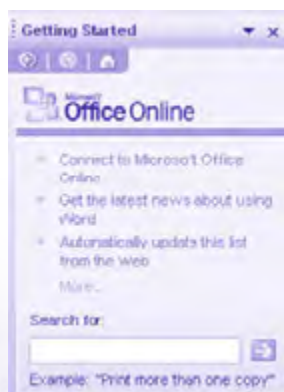 Getting Started
Microsoft
Office Online
Connect to Microsoft Office
Online
Get the latest news about using
Word
Automatically update this list
from the web
More...
Search for:
Example: "Print more than one copy"